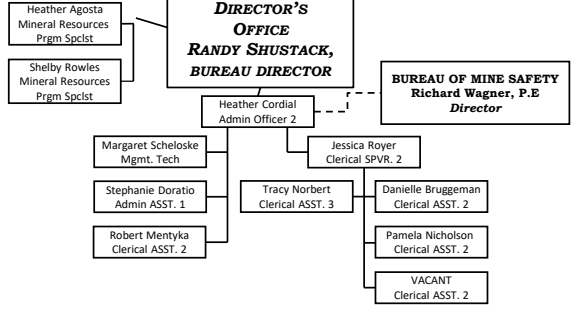 Heather Agosta
Mineral Resources
Prgm Spclst
Shelby Rowles
Mineral Resources
Prgm Spclst
DIRECTOR'S
OFFICE
RANDY SHUSTACK,
BUREAU DIRECTOR
BUREAU OF MINE SAFETY
Richard Wagner, P.E
Director
Heather Cordial
Admin Officer 2
Margaret Scheloske
Mgmt. Tech
Jessica Royer
Clerical SPVR. 2
Stephanie Doratio
Admin ASST. 1
Tracy Norbert
Clerical ASST. 3
Danielle Bruggeman
Clerical ASST. 2
Robert Mentyka
Clerical ASST. 2
Pamela Nicholson
Clerical ASST. 2
VACANT
Clerical ASST. 2